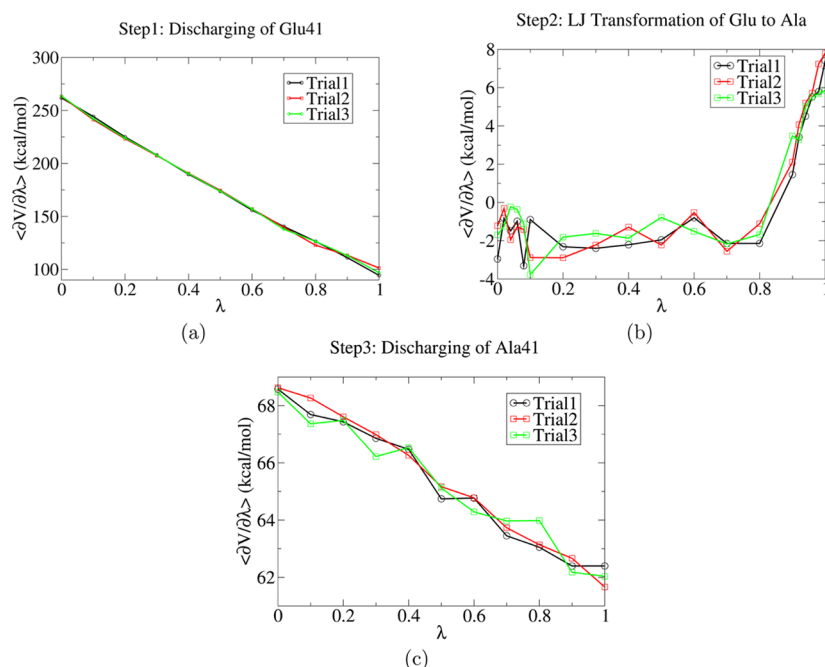 Step1: Discharging of Glu41
300
250
200
150
100
<∂V/∂λ> (kcal/mol)
Trial1
Trial2
Trial3
0 0.2 0.4 0.6 0.8 1
λ
(a)
Step2: LJ Transformation of Glu to Ala
8
6
4
2
0
-2
-4
<∂V/∂λ> (kcal/mol)
Trial1
Trial2
Trial3
0 0.2 0.4 0.6 0.8 1
λ
(b)
Step3: Discharging of Ala41
68
66
64
62
<∂V/∂λ> (kcal/mol)
Trial1
Trial2
Trial3
0 0.2 0.4 0.6 0.8 1
λ
(c)